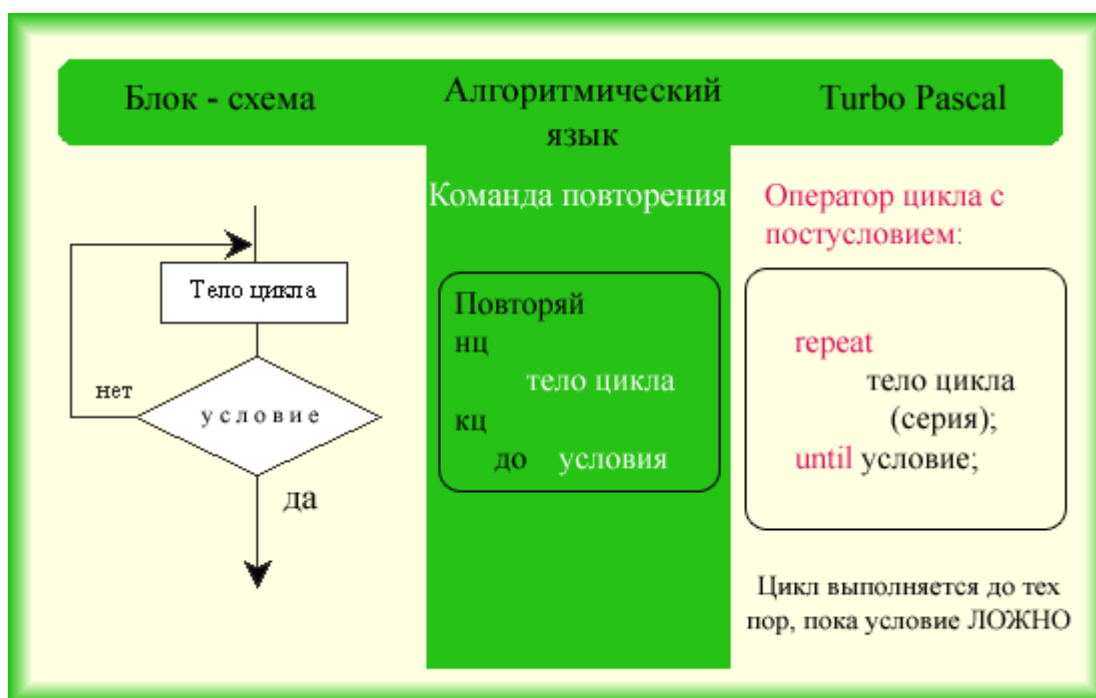 Блок - схема
Алгоритмический
язык
Turbo Pascal
Тело цикла
нет
условие
да
Команда повторения
Повторяй
нц
тело цикла
кц
до условия
Оператор цикла с
постусловием:
repeat
тело цикла
(серия);
until условие;
Цикл выполняется до тех
пор, пока условие ЛОЖНО